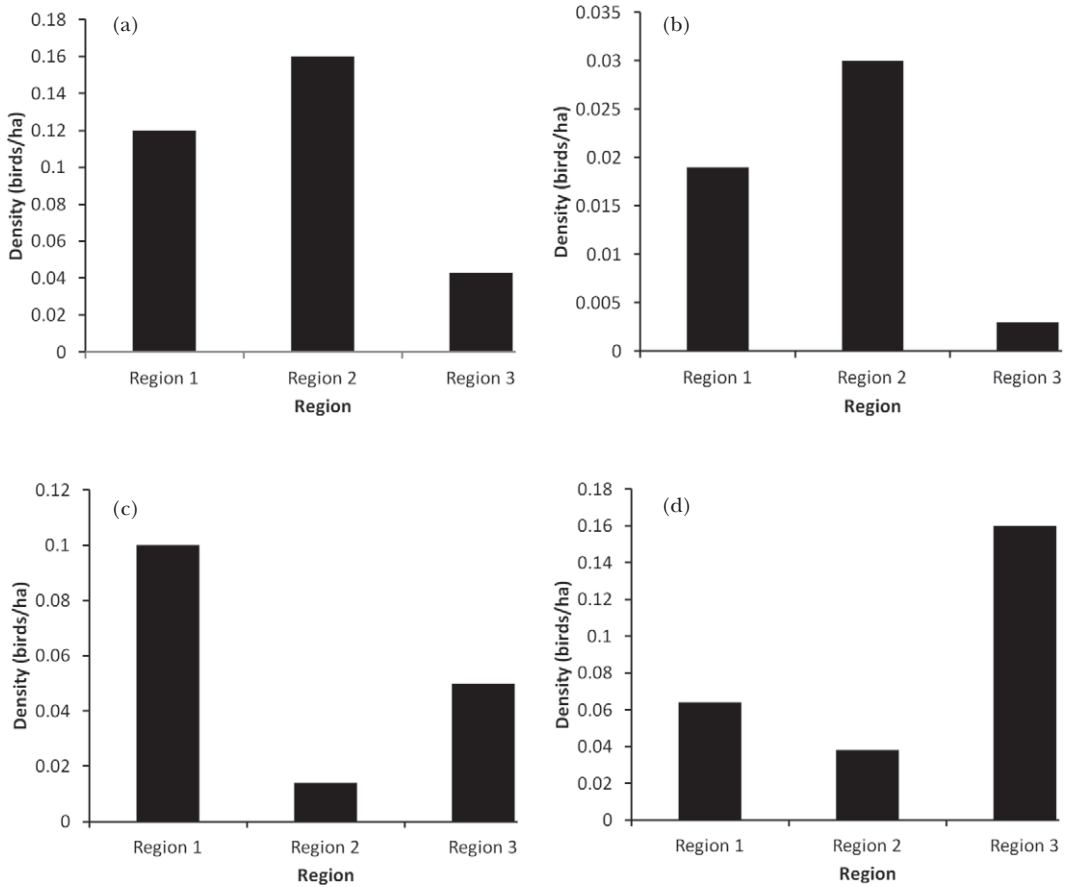 (a)
0.18
0.16
0.14
0.12
0.1
0.08
0.06
0.04
0.02
0
Density (birds/ha)
Region 1 Region 2 Region 3
Region
(b)
0.035
0.03
0.025
0.02
0.015
0.01
0.005
0
Density (birds/ha)
Region 1 Region 2 Region 3
Region
(c)
0.12
0.1
0.08
0.06
0.04
0.02
0
Density (birds/ha)
Region 1 Region 2 Region 3
Region
(d)
0.18
0.16
0.14
0.12
0.1
0.08
0.06
0.04
0.02
0
Density (birds/ha)
Region 1 Region 2 Region 3
Region